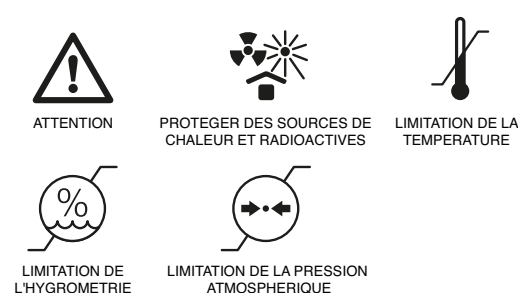 ATTENTION
PROTEGER DES SOURCES DE
CHALEUR ET RADIOACTIVES
LIMITATION DE LA
TEMPERATURE
%
LIMITATION DE
L'HYGROMETRIE
LIMITATION DE LA PRESSION
ATMOSPHERIQUE